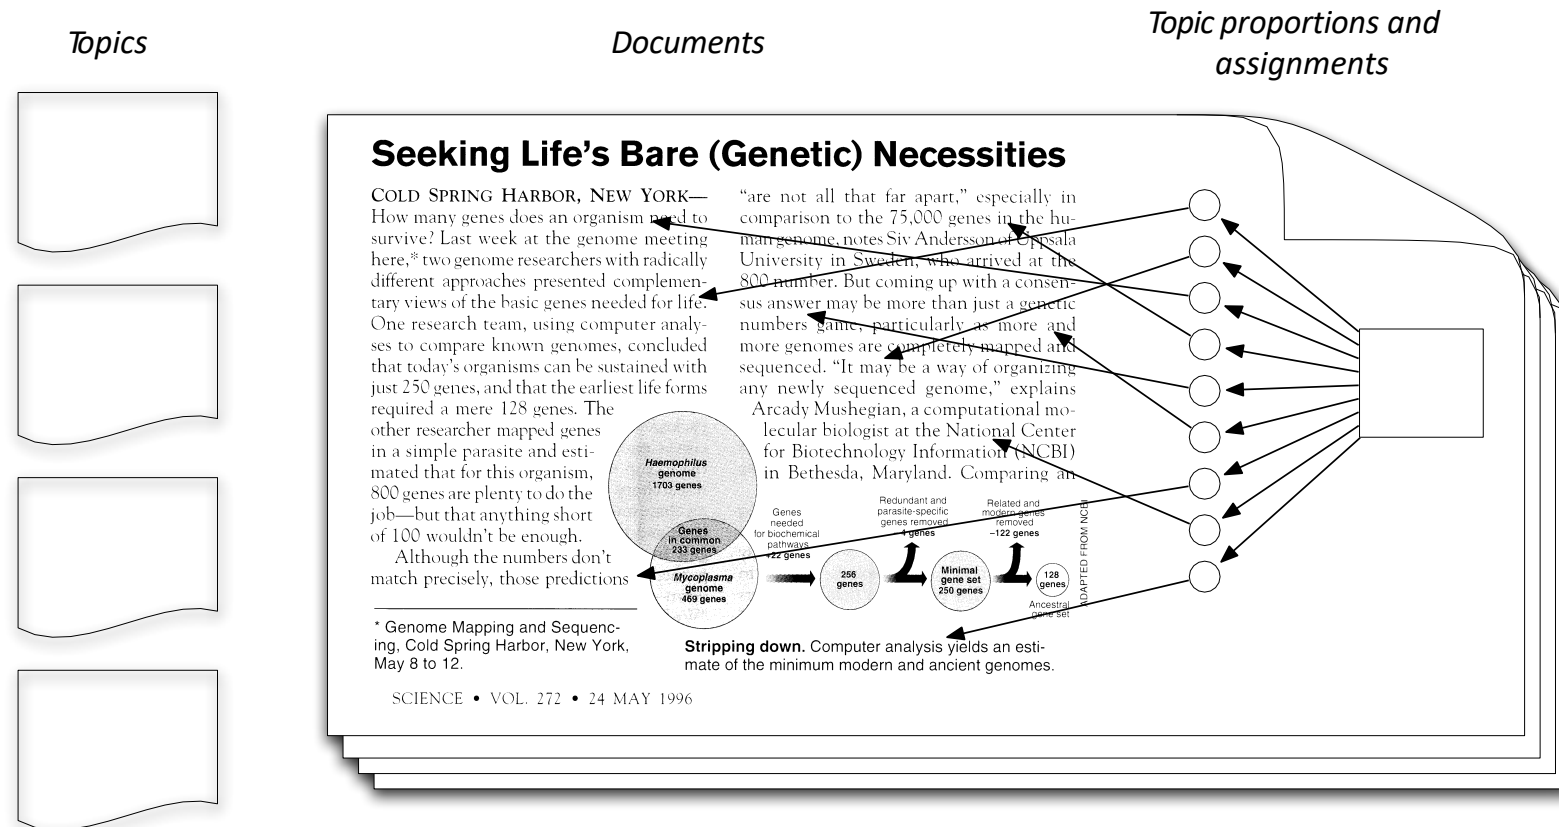 Topics
Documents
Topic proportions and
assignments
Seeking Life's Bare (Genetic) Necessities
COLD SPRING HARBOR, NEW YORK—
How many genes does an organism need to
survive? Last week at the genome meeting
here,* two genome researchers with radically
different approaches presented complemen-
tary views of the basic genes needed for life.
One research team, using computer analy-
ses to compare known genomes, concluded
that today's organisms can be sustained with
just 250 genes, and that the earliest life forms
required a mere 128 genes. The
other researcher mapped genes
in a simple parasite and esti-
mated that for this organism,
800 genes are plenty to do the
job—but that anything short
of 100 wouldn't be enough.
Although the numbers don't
match precisely, those predictions
* Genome Mapping and Sequenc-
ing, Cold Spring Harbor, New York,
May 8 to 12.
"are not all that far apart," especially in
comparison to the 75,000 genes in the hu-
man genome, notes Siv Andersson of Uppsala
University in Sweden, who arrived at the
800 number. But coming up with a consen-
sus answer may be more than just a genetic
numbers game, particularly as more and
more genomes are completely mapped and
sequenced. "It may be a way of organizing
any newly sequenced genome," explains
Arcady Mushegian, a computational mo-
lecular biologist at the National Center
for Biotechnology Information (NCBI)
in Bethesda, Maryland. Comparing an
Haemophilus
genome
1703 genes
Genes
in common
233 genes
Mycoplasma
genome
469 genes
Genes
needed
for biochemical
pathways
+22 genes
256
genes
Redundant and
parasite-specific
genes removed
–4 genes
Minimal
gene set
250 genes
Related and
modern genes
removed
–122 genes
128
genes
Ancestral
gene set
ADAPTED FROM NCBI
Stripping down. Computer analysis yields an esti-
mate of the minimum modern and ancient genomes.
SCIENCE • VOL. 272 • 24 MAY 1996